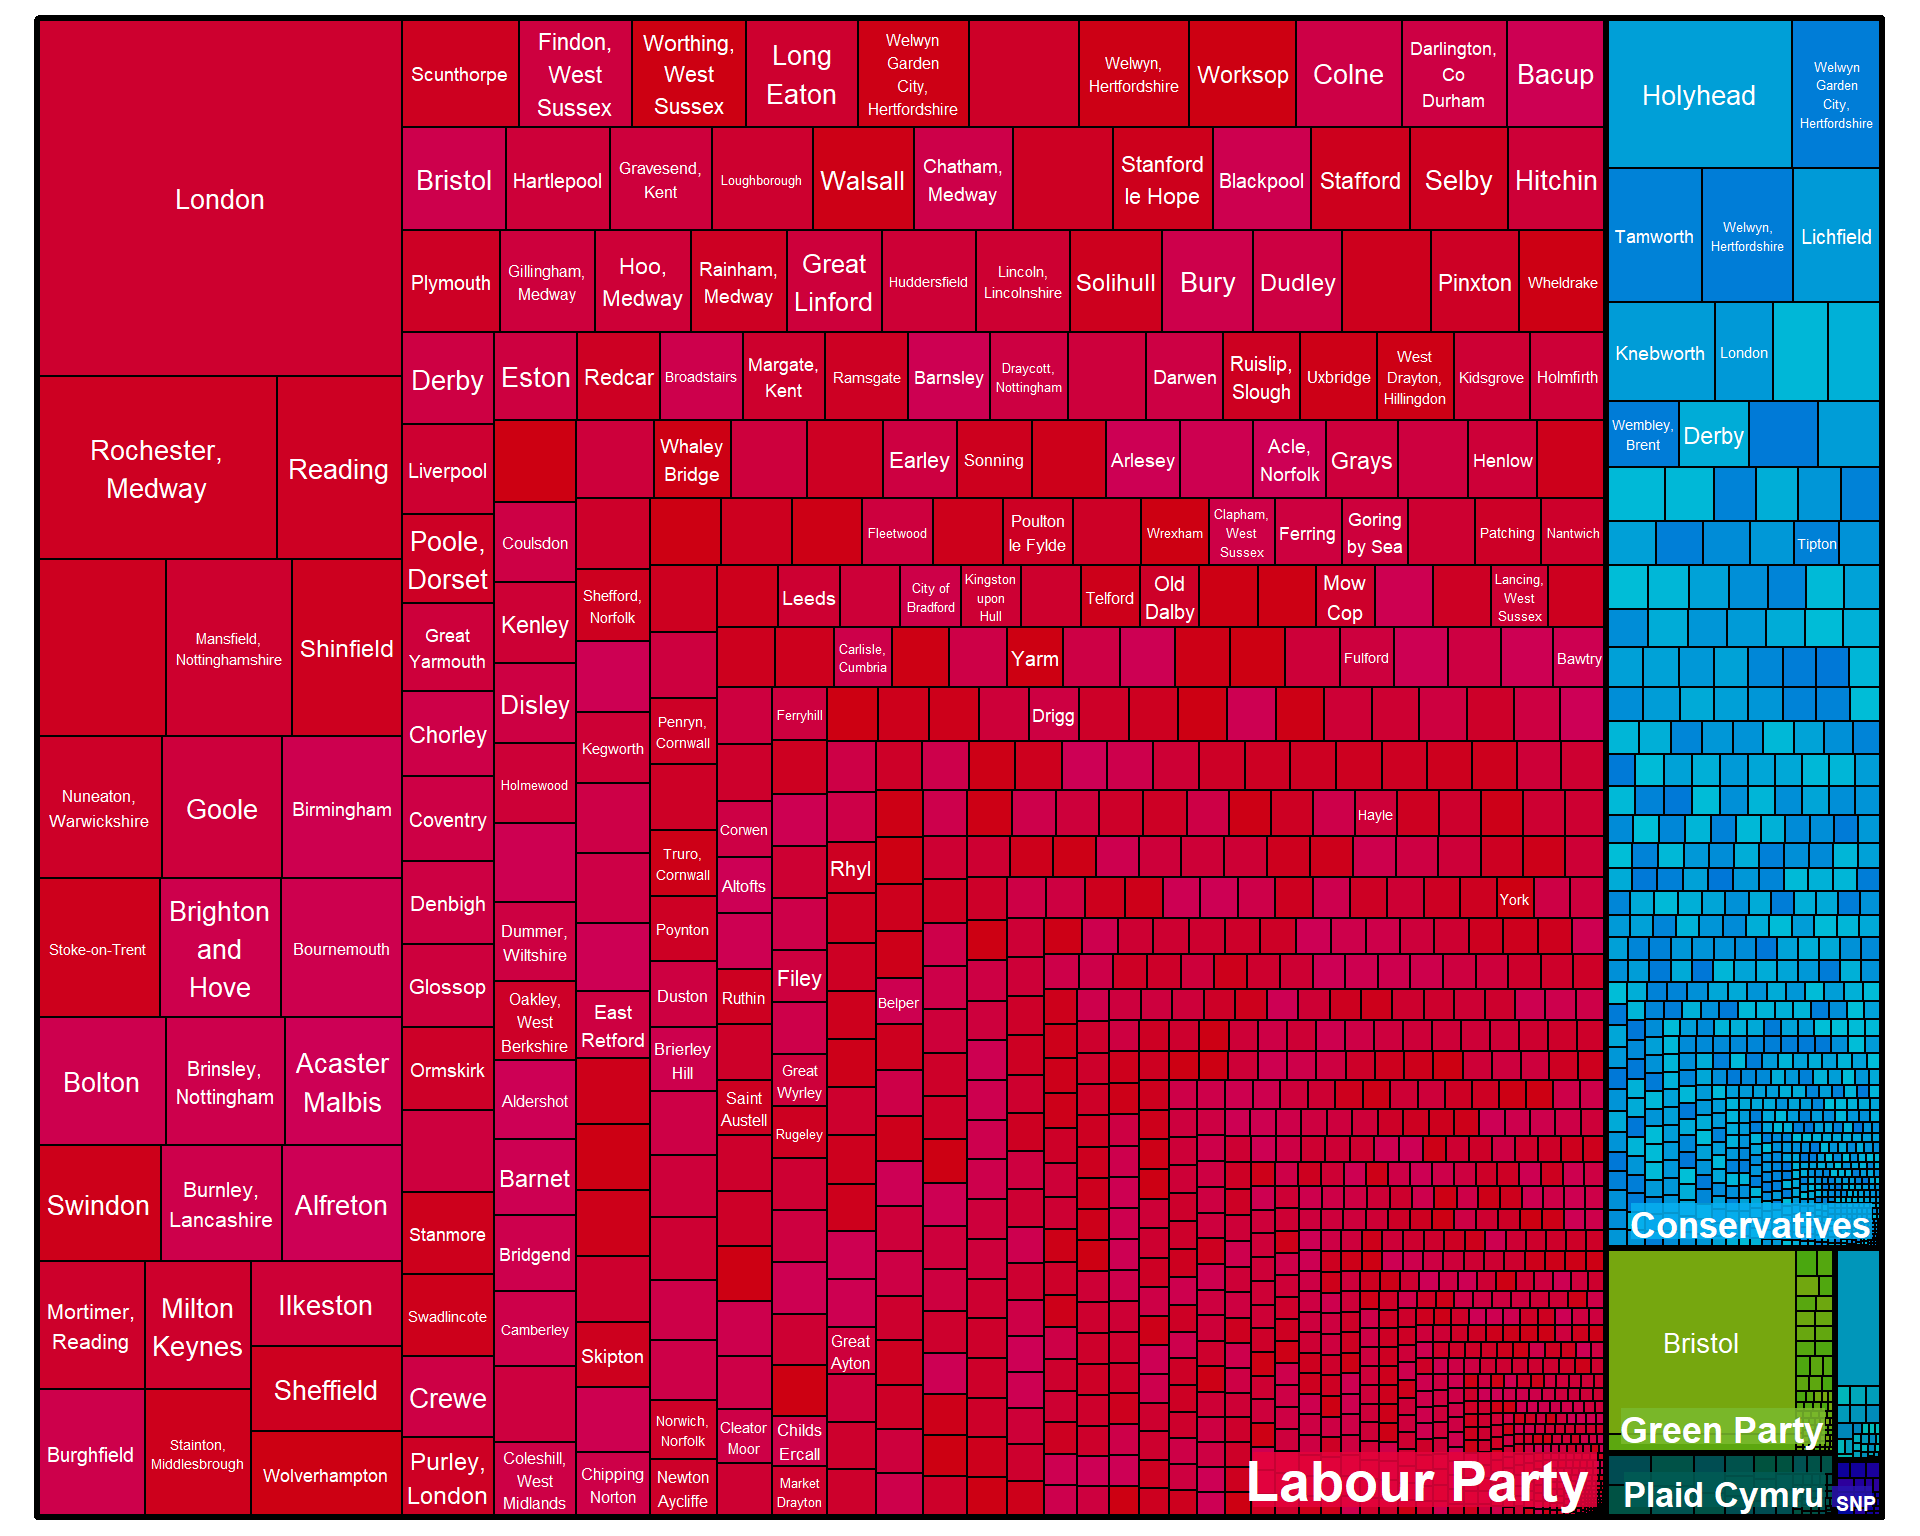 London
Rochester,
Medway
Reading
Mansfield,
Nottinghamshire
Shinfield
Nuneaton,
Warwickshire
Goole
Birmingham
Stoke-on-Trent
Brighton
and
Hove
Bournemouth
Bolton
Brinsley,
Nottingham
Acaster
Malbis
Swindon
Burnley,
Lancashire
Alfreton
Mortimer,
Reading
Milton
Keynes
Ilkeston
Sheffield
Burghfield
Stainton,
Middlesbrough
Wolverhampton
Scunthorpe
Findon,
West
Sussex
Worthing,
West
Sussex
Long
Eaton
Welwyn
Garden
City,
Hertfordshire
Welwyn,
Hertfordshire
Worksop
Colne
Darlington,
Co
Durham
Bacup
Bristol
Hartlepool
Gravesend,
Kent
Loughborough
Walsall
Chatham,
Medway
Stanford
le Hope
Blackpool
Stafford
Selby
Hitchin
Plymouth
Gillingham,
Medway
Hoo,
Medway
Rainham,
Medway
Great
Linford
Huddersfield
Lincoln,
Lincolnshire
Solihull
Bury
Dudley
Pinxton
Wheldrake
Derby
Eston
Redcar
Broadstairs
Margate,
Kent
Ramsgate
Barnsley
Draycott,
Nottingham
Darwen
Ruislip,
Slough
Uxbridge
West
Drayton,
Hillingdon
Kidsgrove
Holmfirth
Liverpool
Whaley
Bridge
Earley
Sonning
Arlesey
Acle,
Norfolk
Grays
Henlow
Poole,
Dorset
Coulsdon
Fleetwood
Poulton
le Fylde
Wrexham
Clapham,
West
Sussex
Ferring
Goring
by Sea
Patching
Nantwich
Great
Yarmouth
Kenley
Shefford,
Norfolk
Leeds
City of
Bradford
Kingston
upon
Hull
Telford
Old
Dalby
Mow
Cop
Lancing,
West
Sussex
Carlisle,
Cumbria
Yarm
Fulford
Bawtry
Chorley
Disley
Kegworth
Penryn,
Cornwall
Ferryhill
Drigg
Coventry
Holmewood
Truro,
Cornwall
Corwen
Altofts
Rhyl
Hayle
York
Denbigh
Dummer,
Wiltshire
Poynton
Glossop
Oakley,
West
Berkshire
East
Retford
Duston
Ruthin
Filey
Belper
Ormskirk
Aldershot
Brierley
Hill
Saint
Austell
Great
Wyrley
Rugeley
Stanmore
Barnet
Bridgend
Swadlincote
Camberley
Skipton
Great
Ayton
Crewe
Purley,
London
Coleshill,
West
Midlands
Chipping
Norton
Norwich,
Norfolk
Newton
Aycliffe
Cleator
Moor
Childs
Ercall
Market
Drayton
Labour Party
Holyhead
Welwyn
Garden
City,
Hertfordshire
Tamworth
Welwyn,
Hertfordshire
Lichfield
Knebworth
London
Wembley,
Brent
Derby
Tipton
Conservatives
Bristol
Green Party
Plaid Cymru
SNP